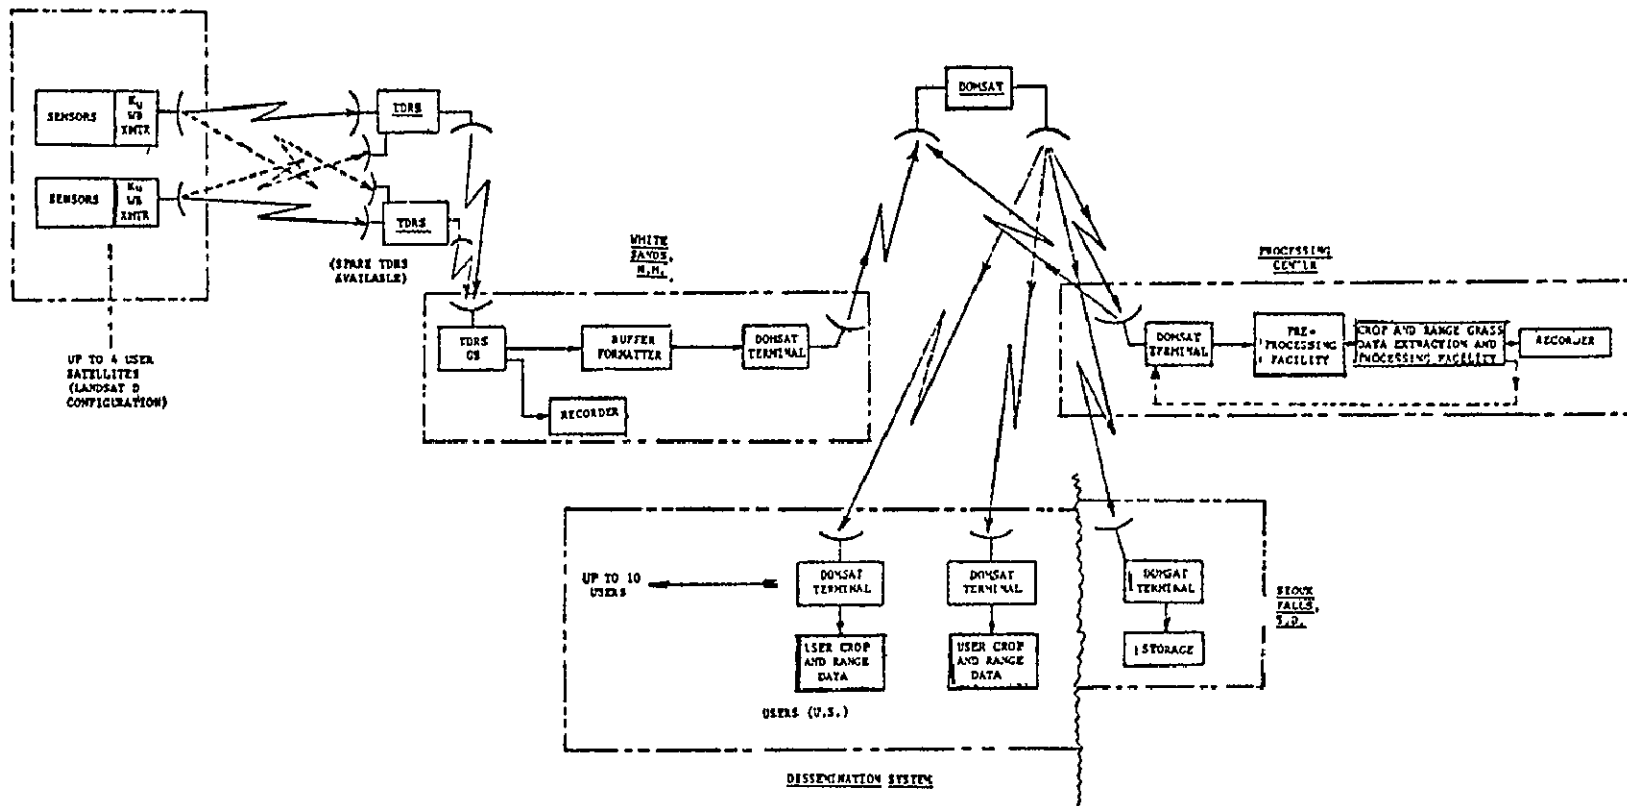 SENSORS
Ku
WB
XMTR
SENSORS
Ku
WB
XMTR
UP TO 4 USER
SATELLITES
(LANDSAT D
CONFIGURATION)
TDRS
TDRS
(SPARE TDRS
AVAILABLE)
WHITE
SANDS,
N.M.
TDRS
GS
BUFFER
FORMATTER
DOMSAT
TERMINAL
RECORDER
DOMSAT
PROCESSING
CENTER
DOMSAT
TERMINAL
PRE-
PROCESSING
FACILITY
CROP AND RANGE GRASS
DATA EXTRACTION AND
PROCESSING FACILITY
RECORDER
UP TO 10
USERS
DOMSAT
TERMINAL
USER CROP
AND RANGE
DATA
DOMSAT
TERMINAL
USER CROP
AND RANGE
DATA
USERS (U.S.)
DOMSAT
TERMINAL
STORAGE
SIOUX
FALLS,
S.D.
DISSEMINATION SYSTEM